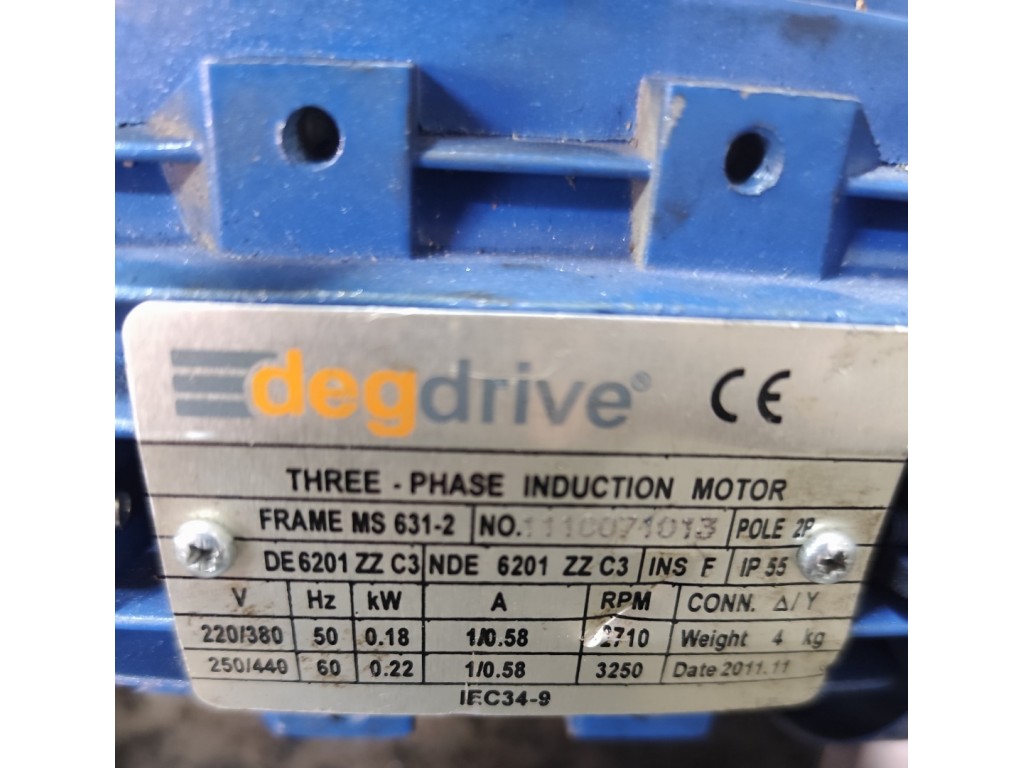 degdrive® CE
THREE - PHASE INDUCTION MOTOR
FRAME MS 631-2 NO. 1110071013 POLE 2P
DE 6201 ZZ C3 NDE 6201 ZZ C3 INS F IP 55
V Hz kW A RPM CONN. Δ/Y
220/380 50 0.18 1/0.58 2710 Weight 4 kg
250/440 60 0.22 1/0.58 3250 Date 2011.11
IEC34-9